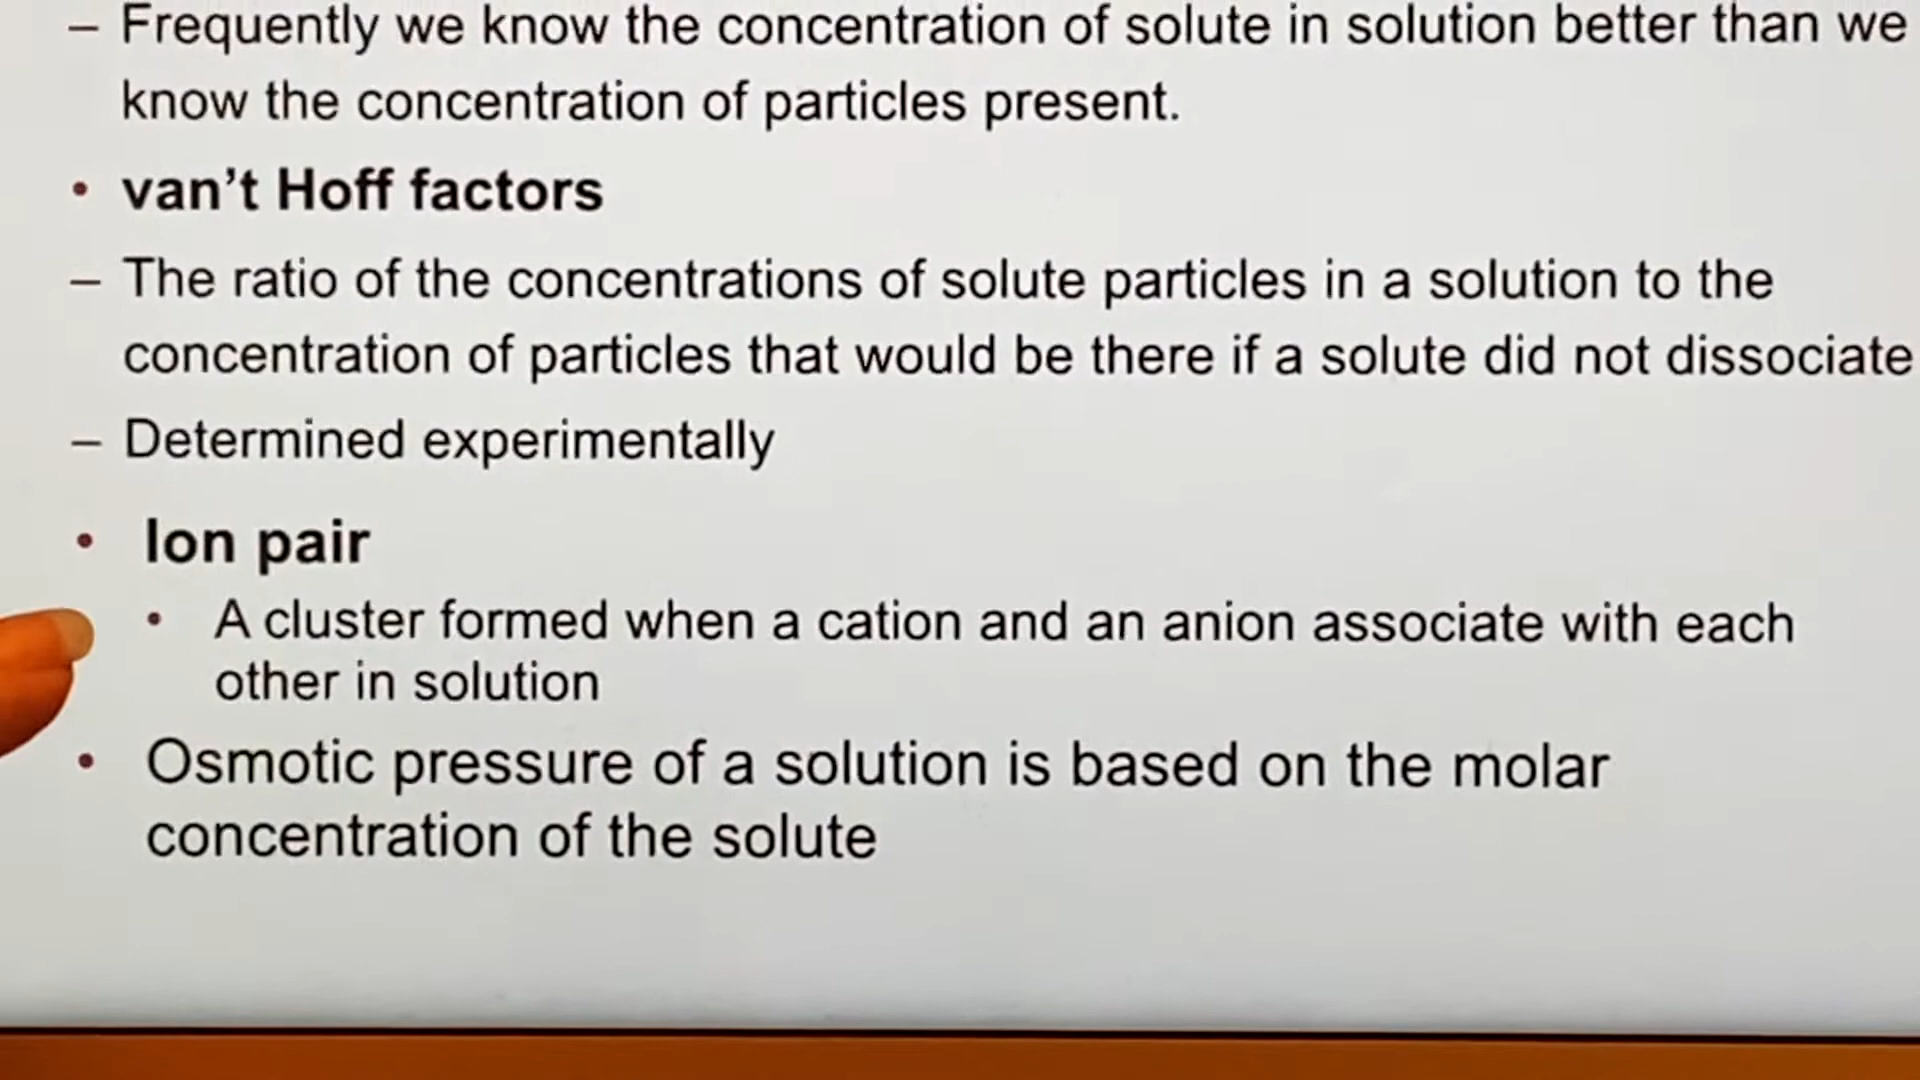 – Frequently we know the concentration of solute in solution better than we
know the concentration of particles present.
• van’t Hoff factors
– The ratio of the concentrations of solute particles in a solution to the
concentration of particles that would be there if a solute did not dissociate
– Determined experimentally
• Ion pair
• A cluster formed when a cation and an anion associate with each
other in solution
• Osmotic pressure of a solution is based on the molar
concentration of the solute